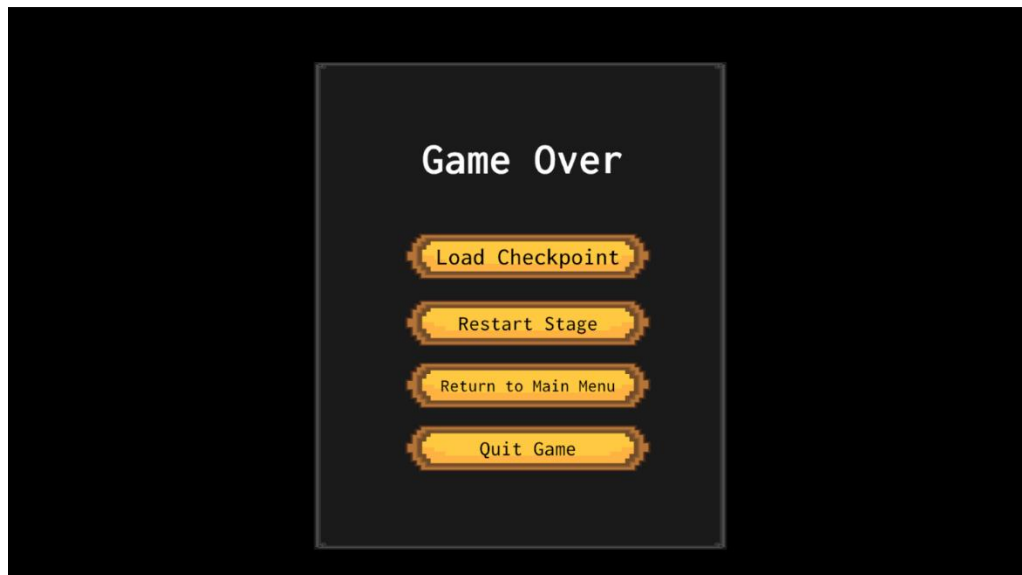 Game Over
Load Checkpoint
Restart Stage
Return to Main Menu
Quit Game